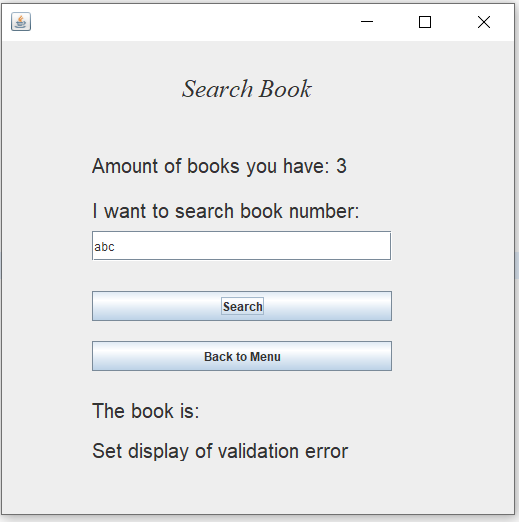 Search Book
Amount of books you have: 3
I want to search book number:
abc
Search
Back to Menu
The book is:
Set display of validation error